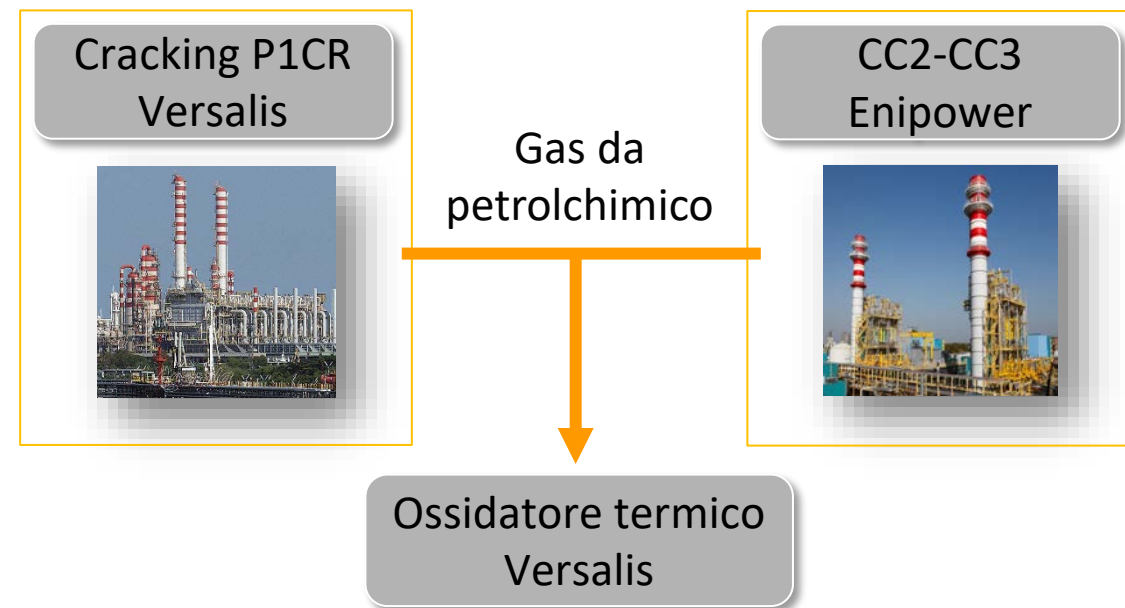 Cracking P1CR
Versalis
CC2-CC3
Enipower
Gas da
petrolchimico
Ossidatore termico
Versalis